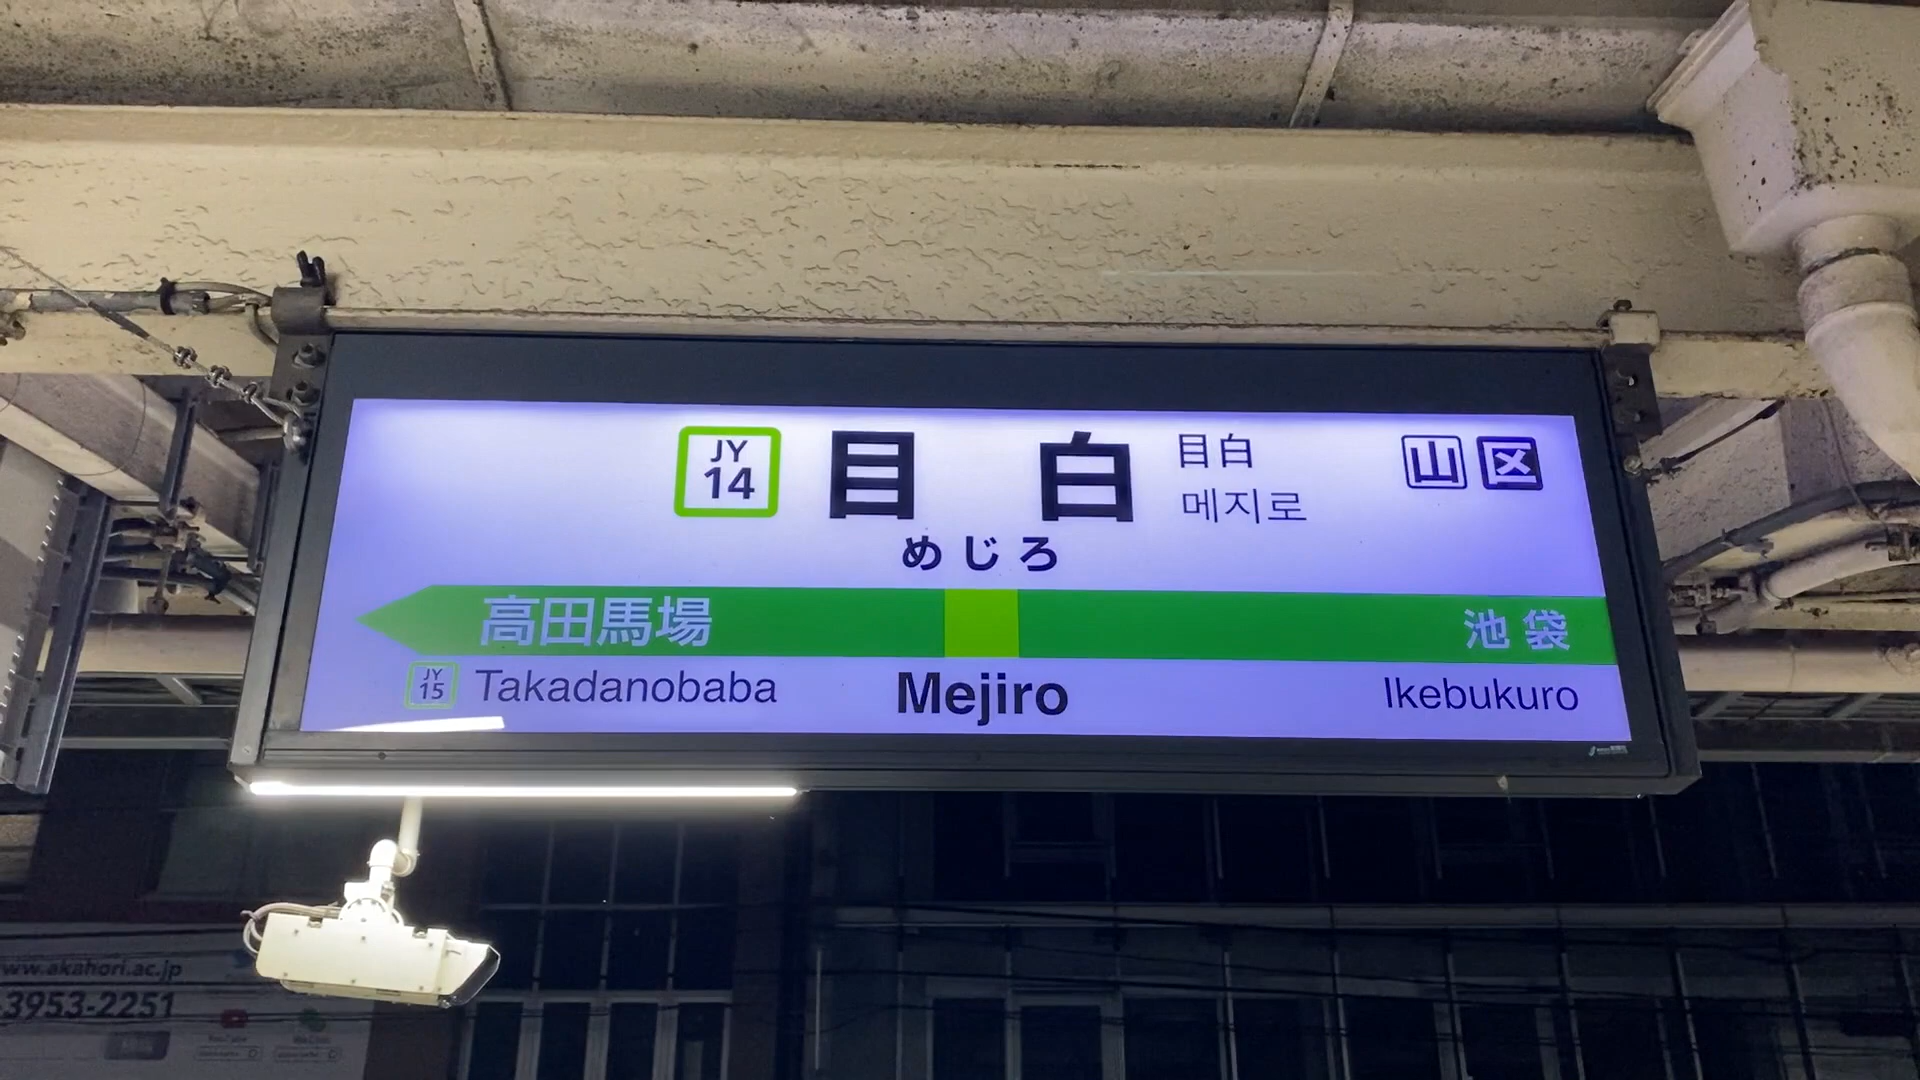 JY
14
目白
目白
메지로
山 区
めじろ
高田馬場
池袋
JY
15
Takadanobaba
Mejiro
Ikebukuro
www.akahori.ac.jp
-3953-2251
YouTube